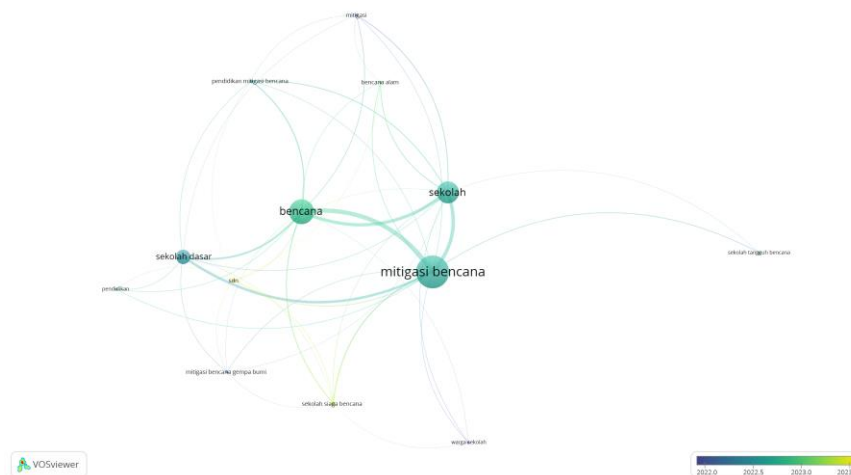 mitigasi
pendidikan mitigasi bencana
bencana alam
sekolah
bencana
sekolah tangguh bencana
sekolah dasar
mitigasi bencana
pendidikan
mitigasi bencana gempa bumi
sekolah siaga bencana
warga sekolah
VOSviewer
2022.0 2022.5 2023.0